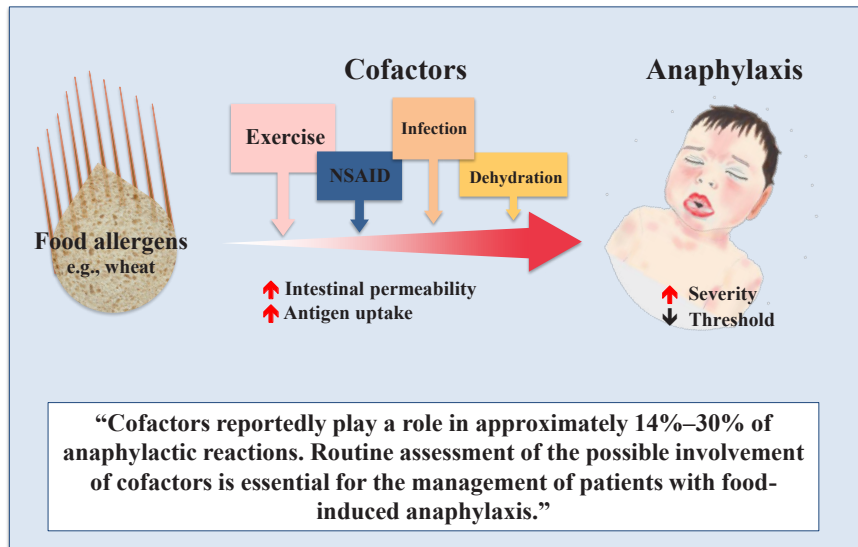 Cofactors
Anaphylaxis
Exercise
NSAID
Infection
Dehydration
Food allergens
e.g., wheat
Intestinal permeability
Antigen uptake
Severity
Threshold
“Cofactors reportedly play a role in approximately 14%–30% of
anaphylactic reactions. Routine assessment of the possible involvement
of cofactors is essential for the management of patients with food-
induced anaphylaxis.”